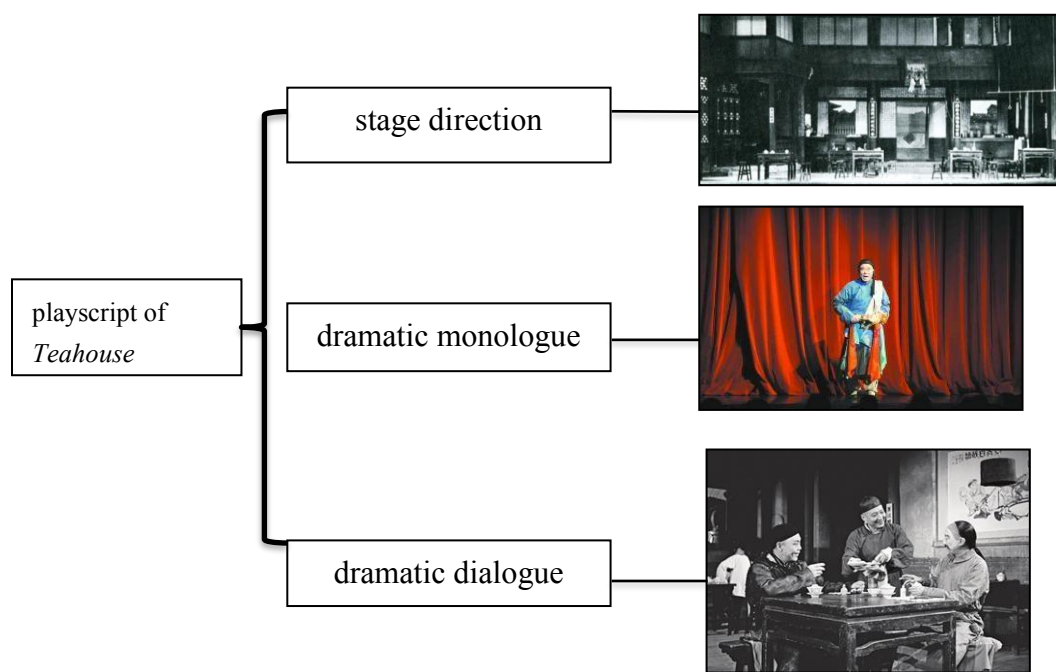 stage direction
playscript of
Teahouse
dramatic monologue
dramatic dialogue